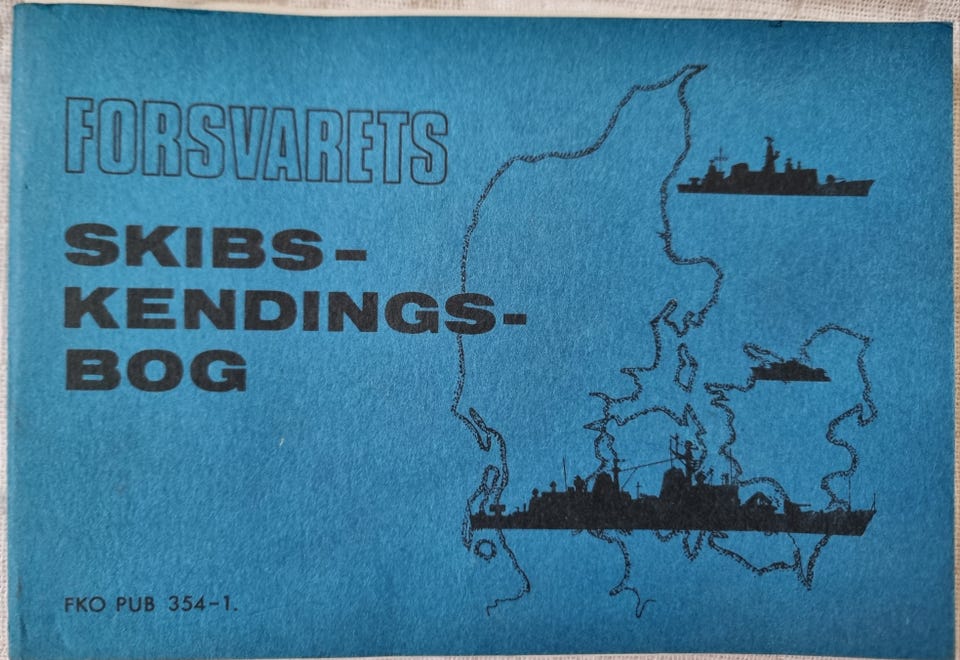 FORSVARETS
SKIBS-
KENDINGS-
BOG
FKO PUB 354-1.